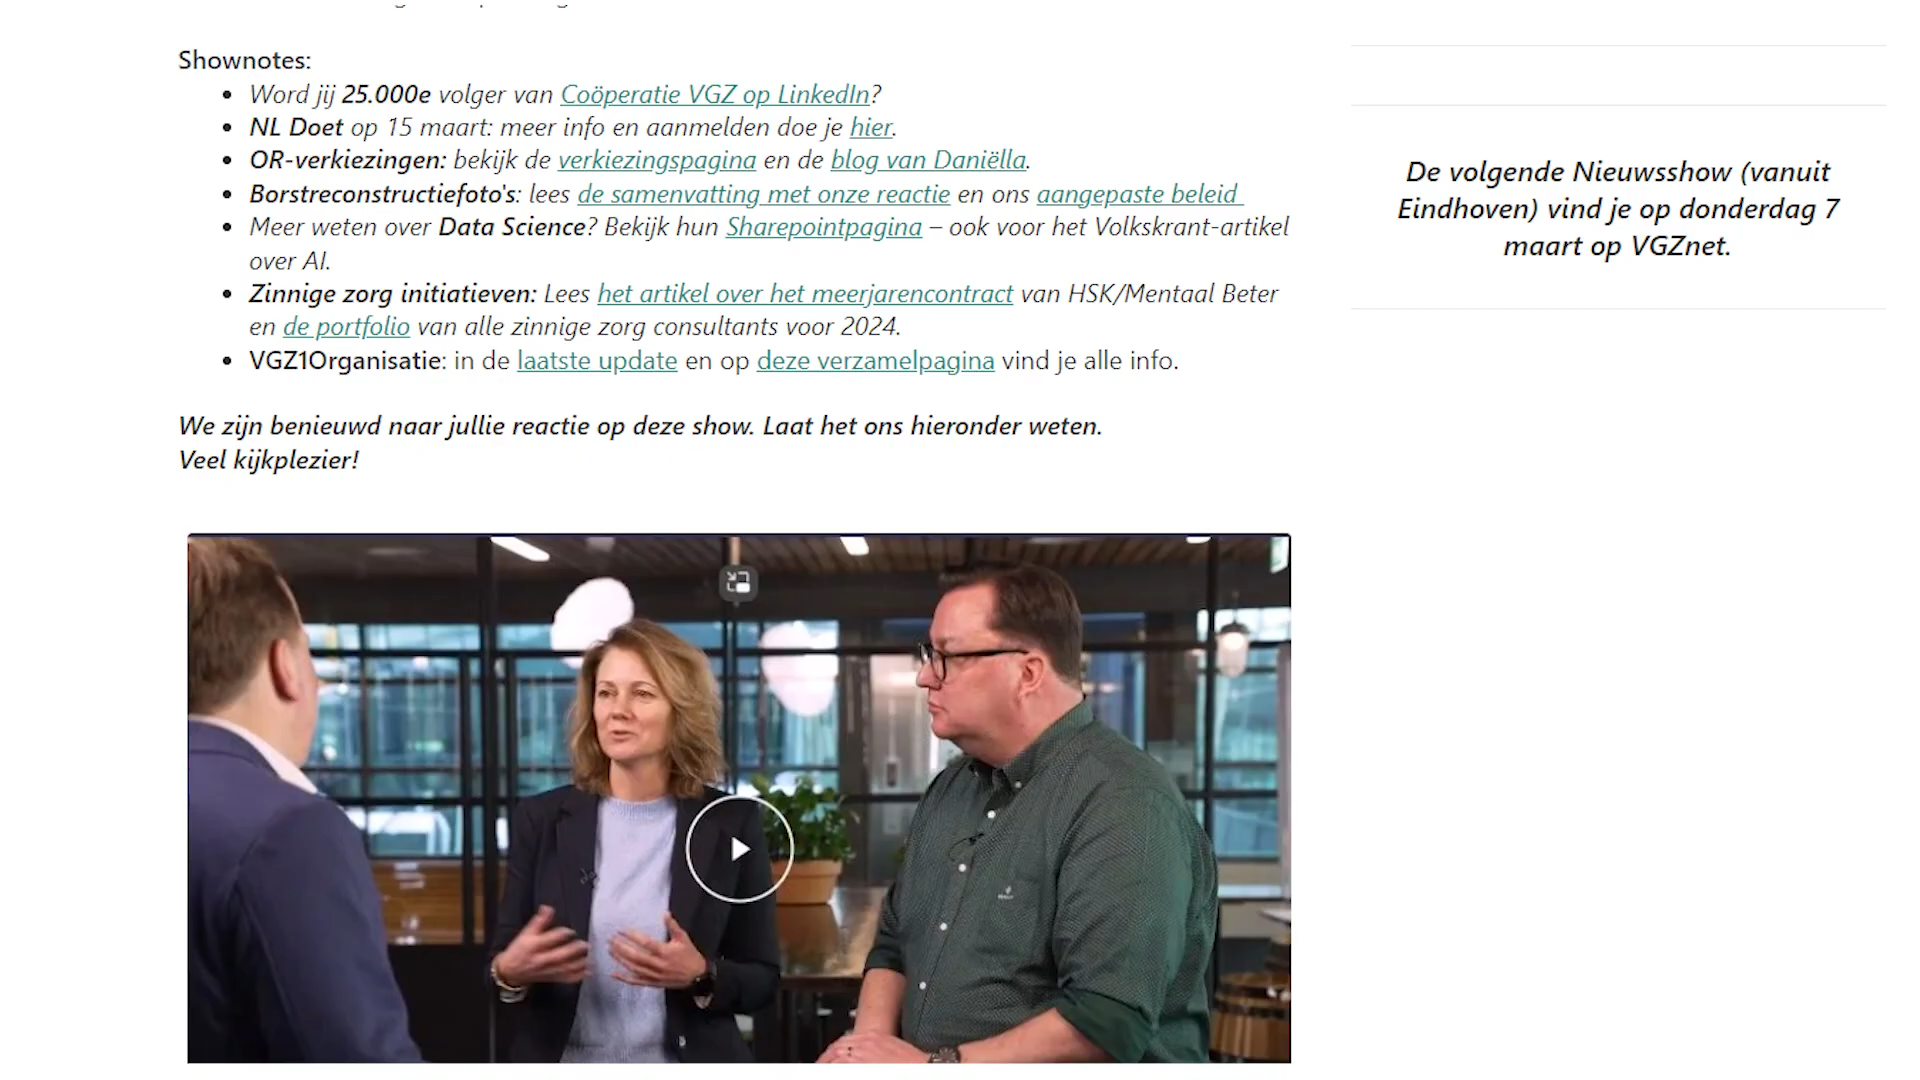 Shownotes:
• Word jij 25.000e volger van Coöperatie VGZ op LinkedIn?
• NL Doet op 15 maart: meer info en aanmelden doe je hier.
• OR-verkiezingen: bekijk de verkiezingspagina en de blog van Daniëlla.
• Borstreconstructiefoto's: lees de samenvatting met onze reactie en ons aangepaste beleid
• Meer weten over Data Science? Bekijk hun Sharepointpagina – ook voor het Volkskrant-artikel
over AI.
• Zinnige zorg initiatieven: Lees het artikel over het meerjarencontract van HSK/Mentaal Beter
en de portfolio van alle zinnige zorg consultants voor 2024.
• VGZ1Organisatie: in de laatste update en op deze verzamelpagina vind je alle info.
We zijn benieuwd naar jullie reactie op deze show. Laat het ons hieronder weten.
Veel kijkplezier!
De volgende Nieuwsshow (vanuit
Eindhoven) vind je op donderdag 7
maart op VGZnet.